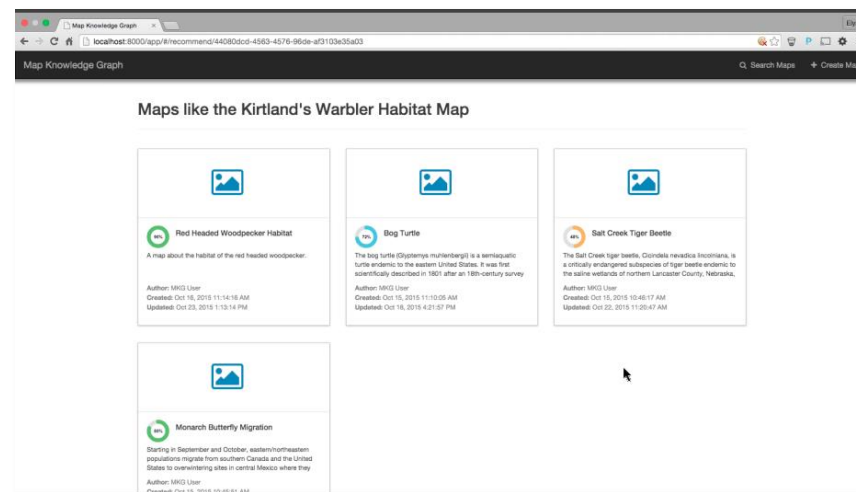 Map Knowledge Graph
localhost:8000/app/#/recommend/44080dcd-4563-4576-96de-af3103e35a03
Map Knowledge Graph
Search Maps
+ Create Ma
Maps like the Kirtland's Warbler Habitat Map
Red Headed Woodpecker Habitat
A map about the habitat of the red headed woodpecker.
Author: MKG User
Created: Oct 16, 2015 11:14:16 AM
Updated: Oct 23, 2015 1:13:14 PM
Bog Turtle
The bog turtle (Glyptemys muhlenbergii) is a semiaquatic
turtle endemic to the eastern United States. It was first
scientifically described in 1801 after an 18th-century survey
Author: MKG User
Created: Oct 15, 2015 11:10:05 AM
Updated: Oct 18, 2015 4:21:57 PM
Salt Creek Tiger Beetle
The Salt Creek tiger beetle, Cicindela nevadica lincolniana, is
a critically endangered subspecies of tiger beetle endemic to
the saline wetlands of northern Lancaster County, Nebraska,
Author: MKG User
Created: Oct 15, 2015 10:46:17 AM
Updated: Oct 22, 2015 11:20:47 AM
Monarch Butterfly Migration
Starting in September and October, eastern/northeastern
populations migrate from southern Canada and the United
States to overwintering sites in central Mexico where they
Author: MKG User